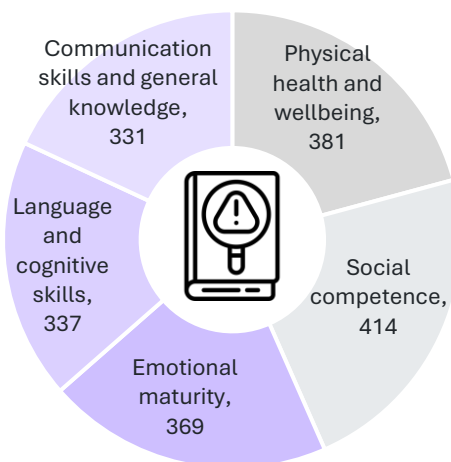 Communication
skills and general
knowledge,
331
Physical
health and
wellbeing,
381
Social
competence,
414
Emotional
maturity,
369
Language
and
cognitive
skills,
337